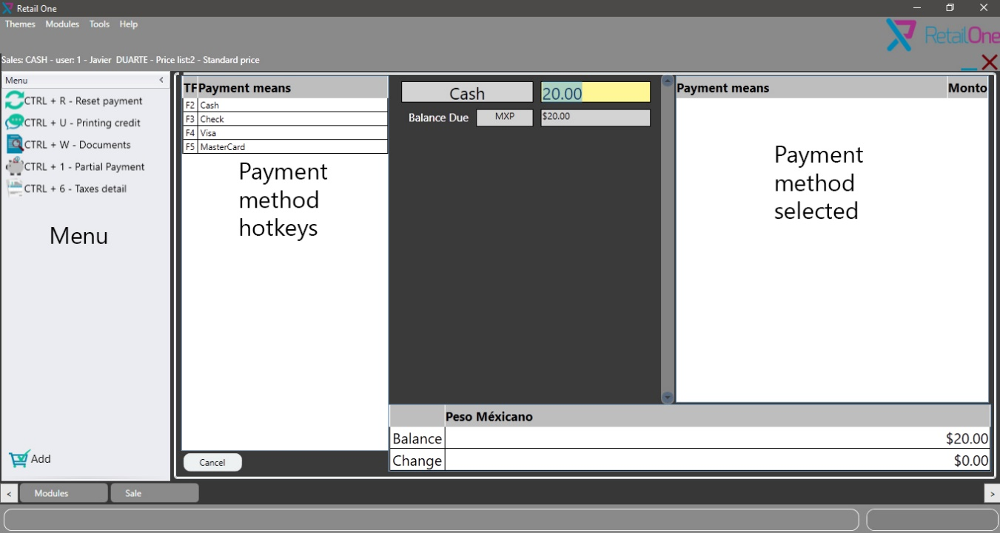 Retail One
Themes Modules Tools Help
RetailOne
Sales: CASH - user: 1 - Javier DUARTE - Price list:2 - Standard price
Menu
CTRL + R - Reset payment
CTRL + U - Printing credit
CTRL + W - Documents
CTRL + 1 - Partial Payment
CTRL + 6 - Taxes detail
Menu
Add
TF Payment means
F2 Cash
F3 Check
F4 Visa
F5 MasterCard
Payment
method
hotkeys
Cancel
Cash 20.00
Balance Due MXP $20.00
Payment means Monto
Payment
method
selected
Peso Méxicano
Balance $20.00
Change $0.00
< Modules Sale >